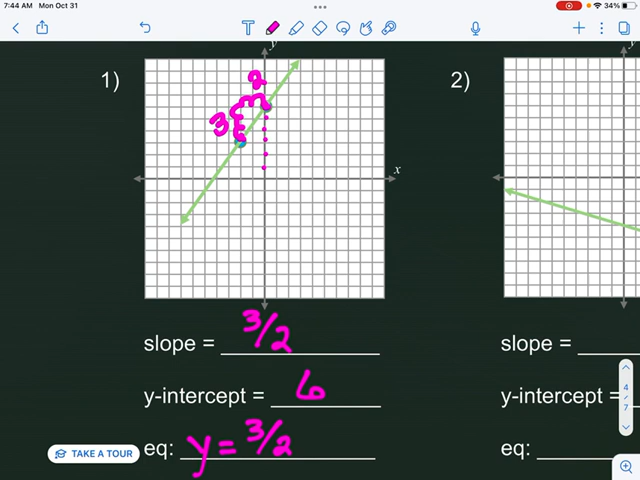 7:44 AM Mon Oct 31
34%
T
1)
y
2
3
x
2)
y
slope = 3/2
y-intercept = 6
eq: y = 3/2
slope =
y-intercept =
eq:
4
7
TAKE A TOUR